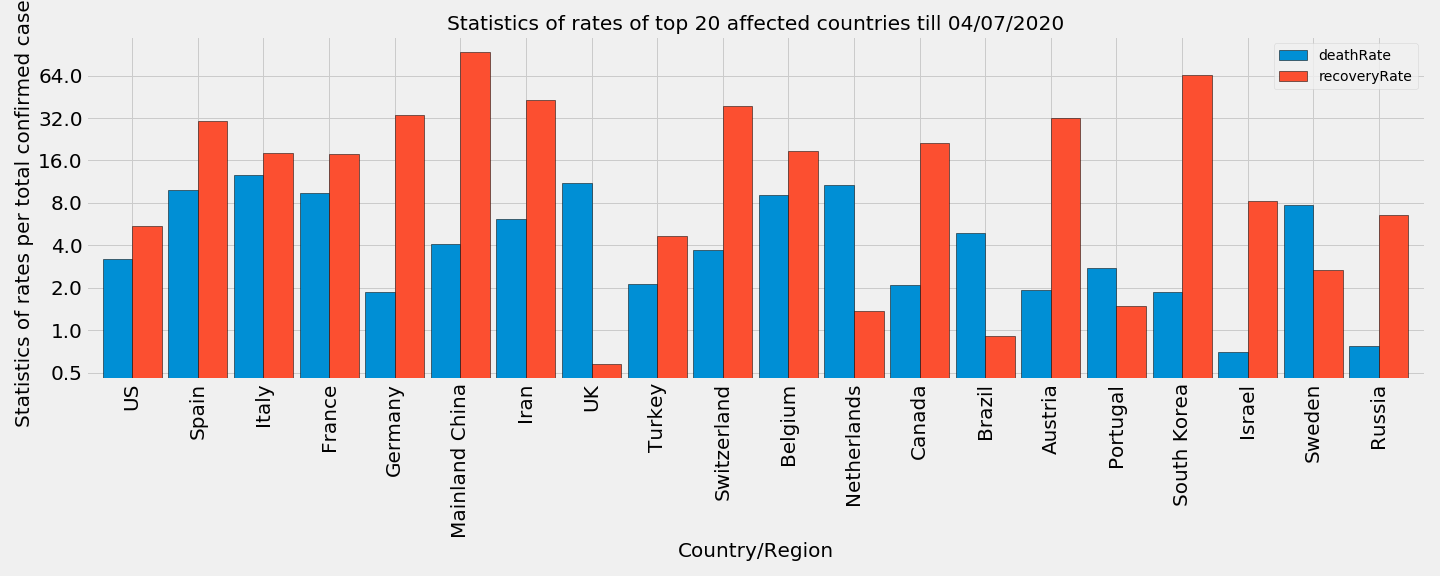 Statistics of rates of top 20 affected countries till 04/07/2020
Statistics of rates per total confirmed case
64.0
32.0
16.0
8.0
4.0
2.0
1.0
0.5
deathRate
recoveryRate
US
Spain
Italy
France
Germany
Mainland China
Iran
UK
Turkey
Switzerland
Belgium
Netherlands
Canada
Brazil
Austria
Portugal
South Korea
Israel
Sweden
Russia
Country/Region